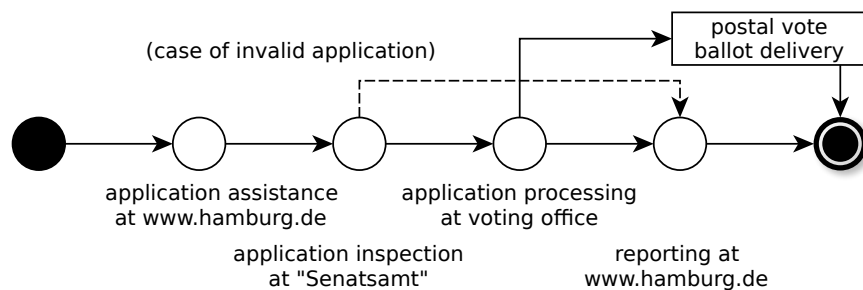 postal vote
ballot delivery
(case of invalid application)
application assistance
at www.hamburg.de
application processing
at voting office
application inspection
at "Senatsamt"
reporting at
www.hamburg.de